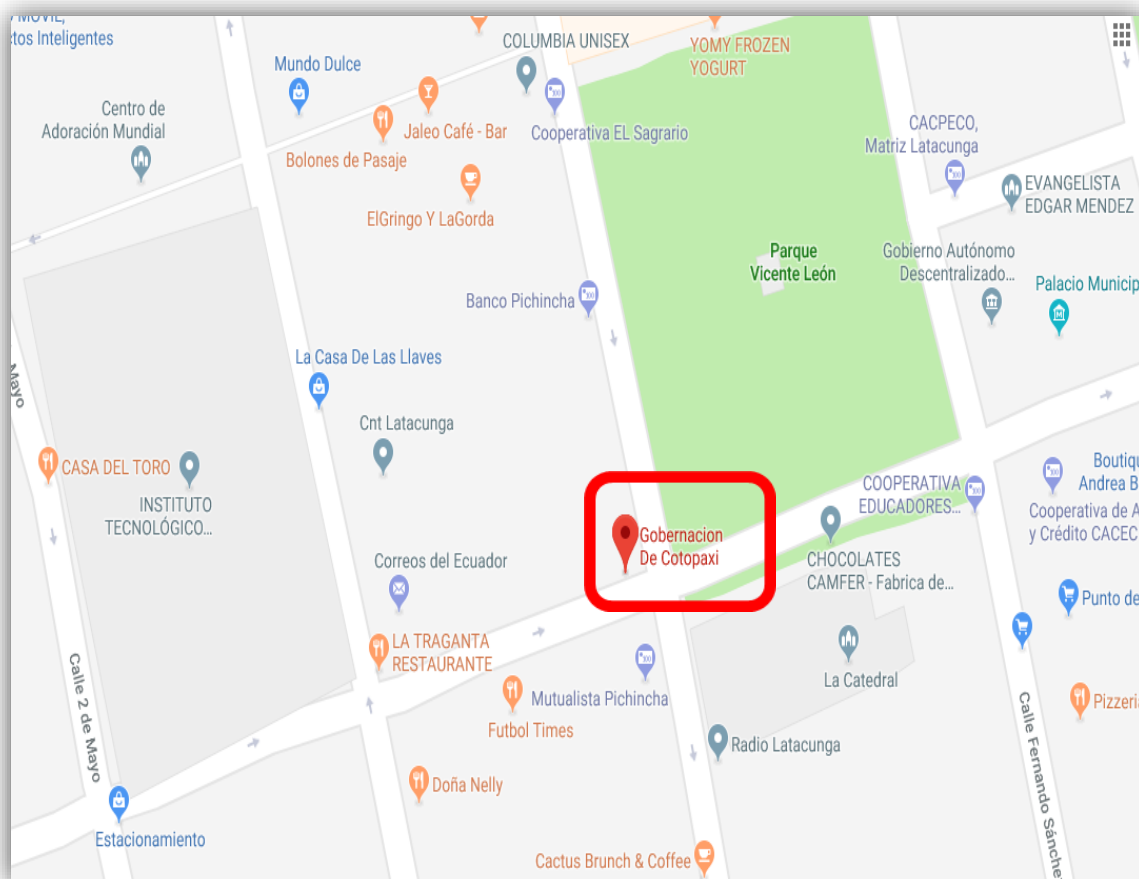 MOVIL,
tos Inteligentes
COLUMBIA UNISEX
YOMY FROZEN
YOGURT
Mundo Dulce
Centro de
Adoración Mundial
Jaleo Café - Bar
Cooperativa EL Sagrario
CACPECO,
Matriz Latacunga
Bolones de Pasaje
EVANGELISTA
EDGAR MENDEZ
ElGringo Y LaGorda
Parque
Vicente León
Gobierno Autónomo
Descentralizado...
Banco Pichincha
Palacio Municip
La Casa De Las Llaves
Mayo
Cnt Latacunga
CASA DEL TORO
INSTITUTO
TECNOLÓGICO...
COOPERATIVA
EDUCADORES...
Boutiqu
Andrea B
Cooperativa de A
y Crédito CACEC
Gobernacion
De Cotopaxi
Correos del Ecuador
CHOCOLATES
CAMFER - Fabrica de...
Punto de
LA TRAGANTA
RESTAURANTE
La Catedral
Calle 2 de Mayo
Mutualista Pichincha
Futbol Times
Pizzeria
Radio Latacunga
Calle Fernando Sánche
Doña Nelly
Estacionamiento
Cactus Brunch & Coffee